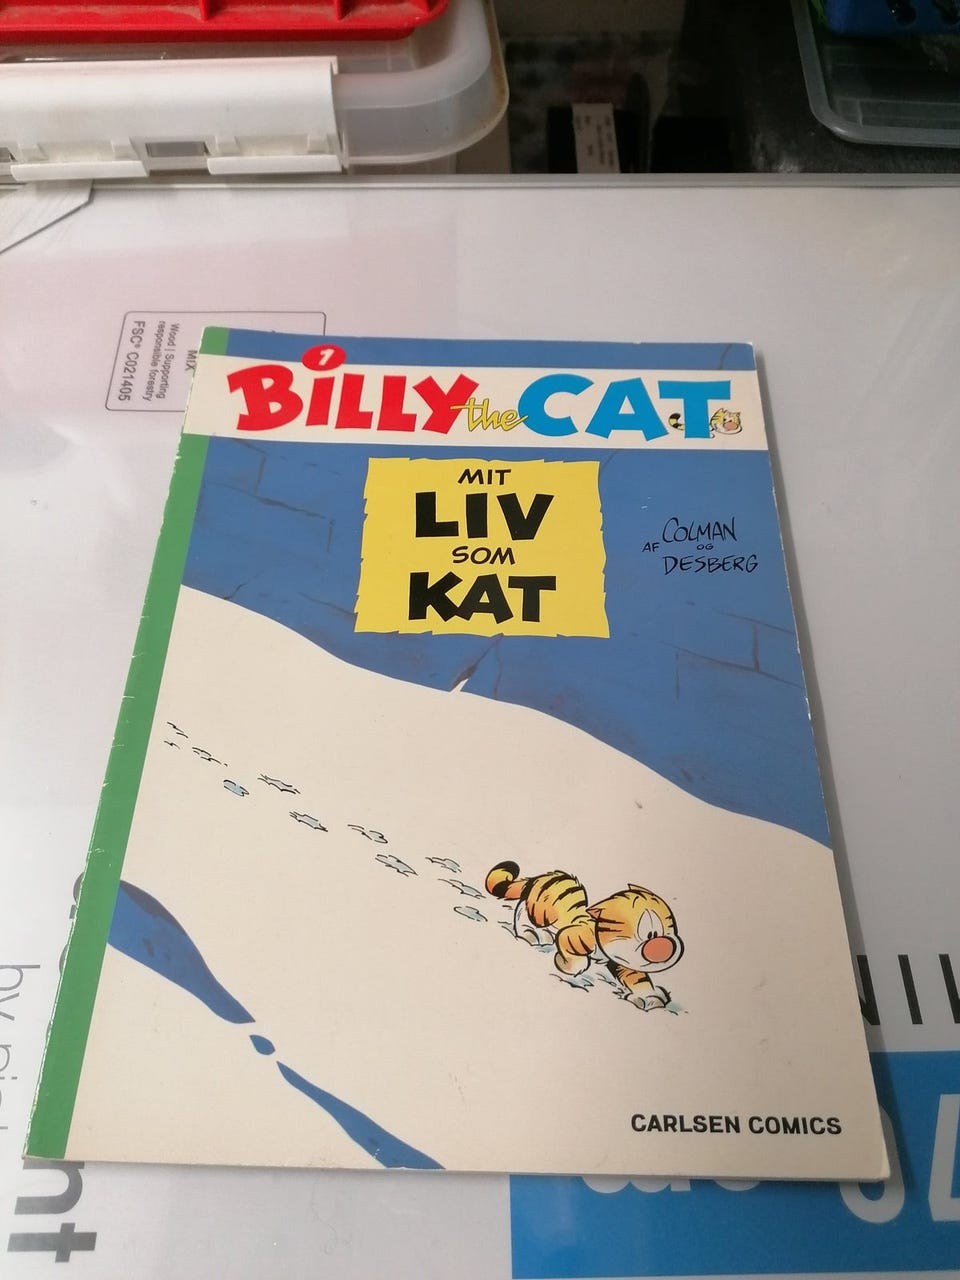 MIX
Wood | Supporting
responsible forestry
FSC® C021405
1
BILLY the CAT
MIT
LIV
SOM
KAT
AF COLMAN
OG
DESBERG
CARLSEN COMICS